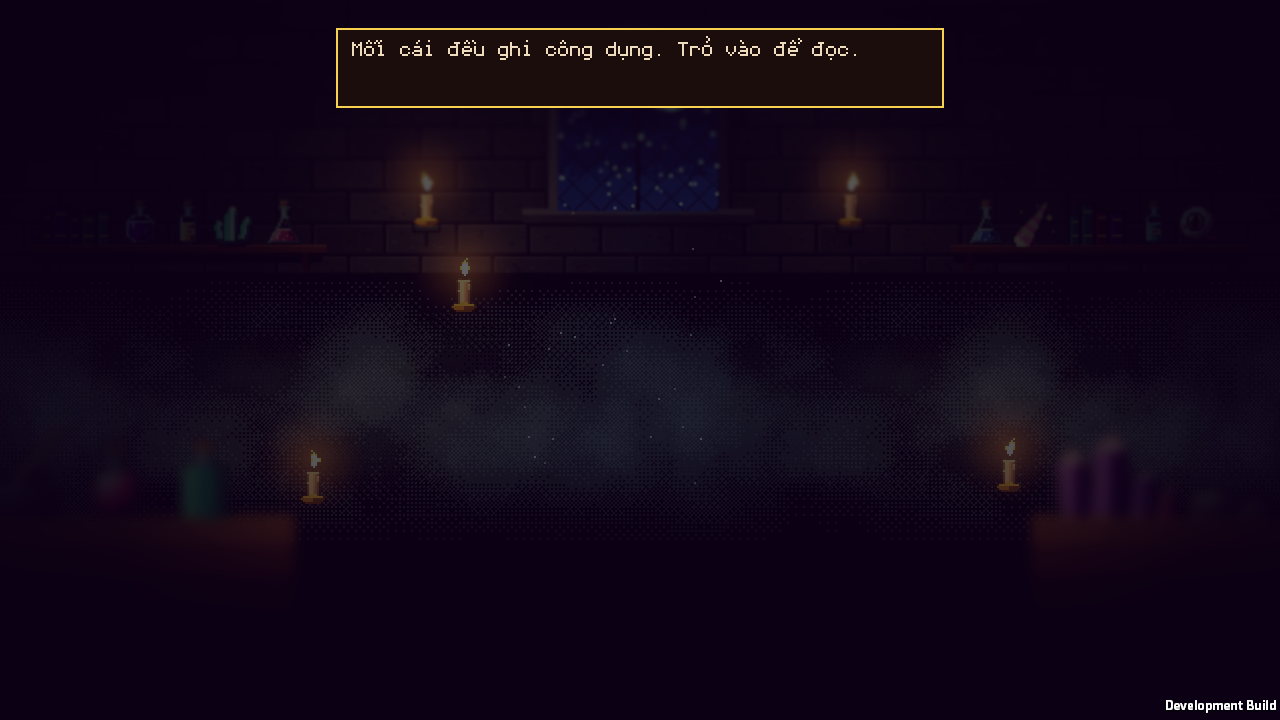 Mỗi cái đều ghi công dụng. Trỏ vào để đọc.
Development Build